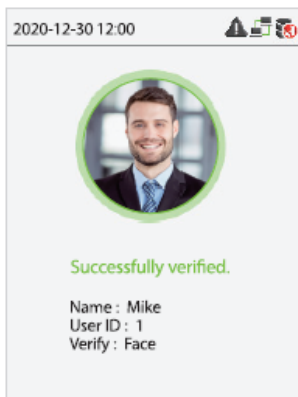 2020-12-30 12:00
Successfully verified.
Name : Mike
User ID : 1
Verify : Face